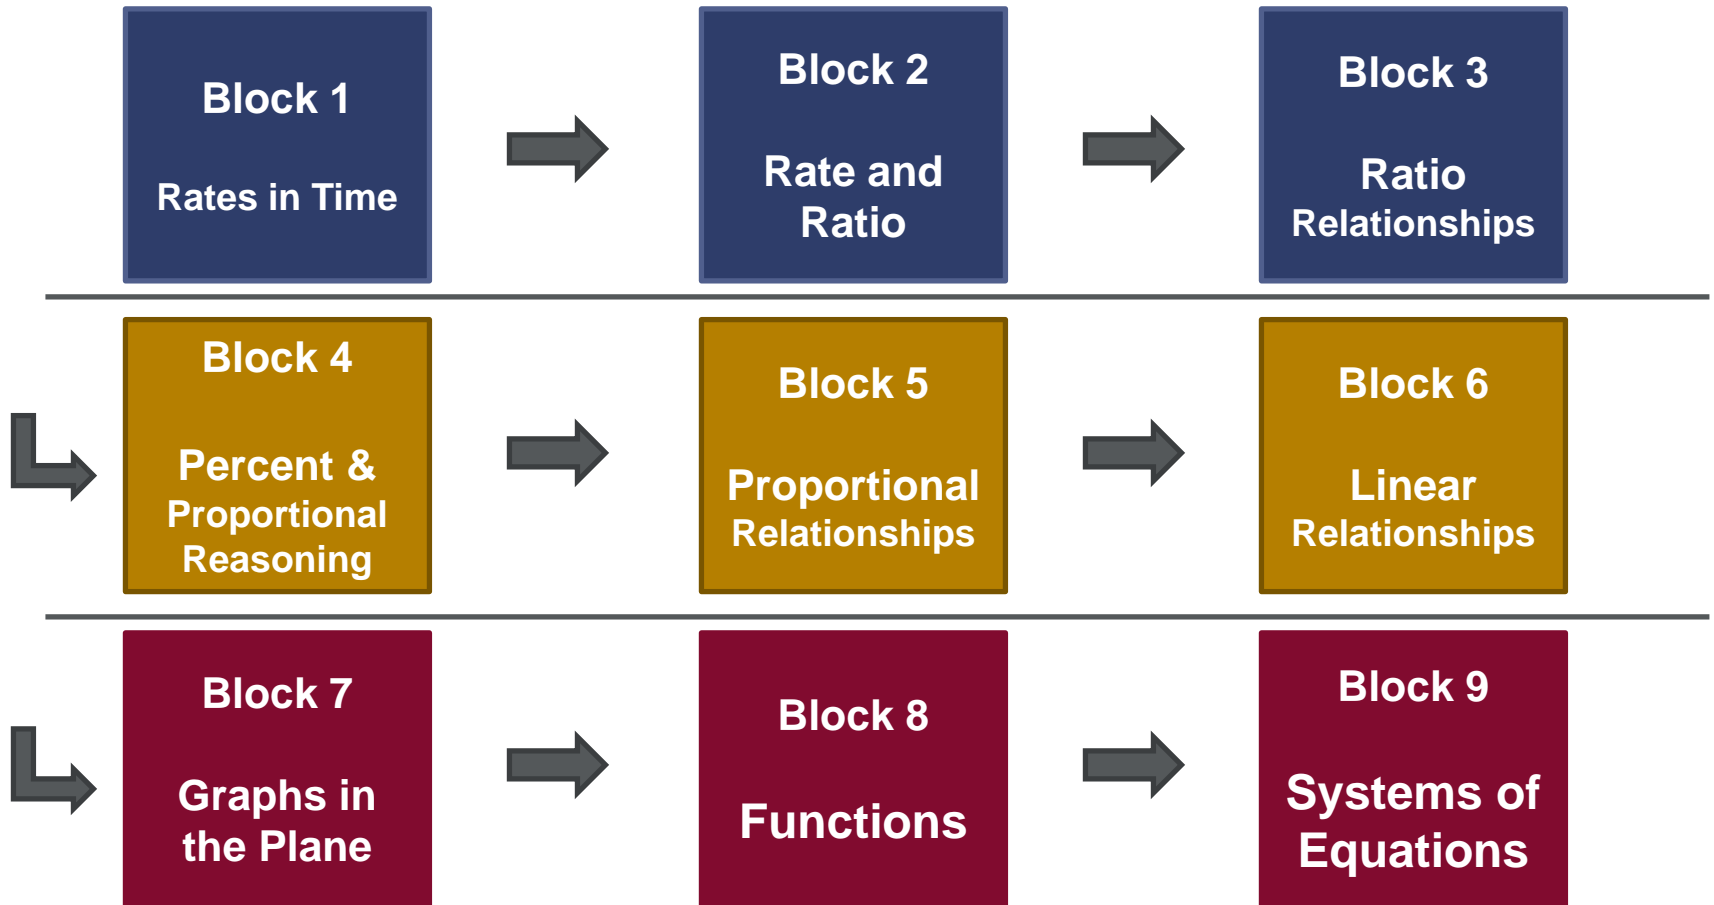 Block 1
Rates in Time
Block 2
Rate and
Ratio
Block 3
Ratio
Relationships
Block 4
Percent &
Proportional
Reasoning
Block 5
Proportional
Relationships
Block 6
Linear
Relationships
Block 7
Graphs in
the Plane
Block 8
Functions
Block 9
Systems of
Equations